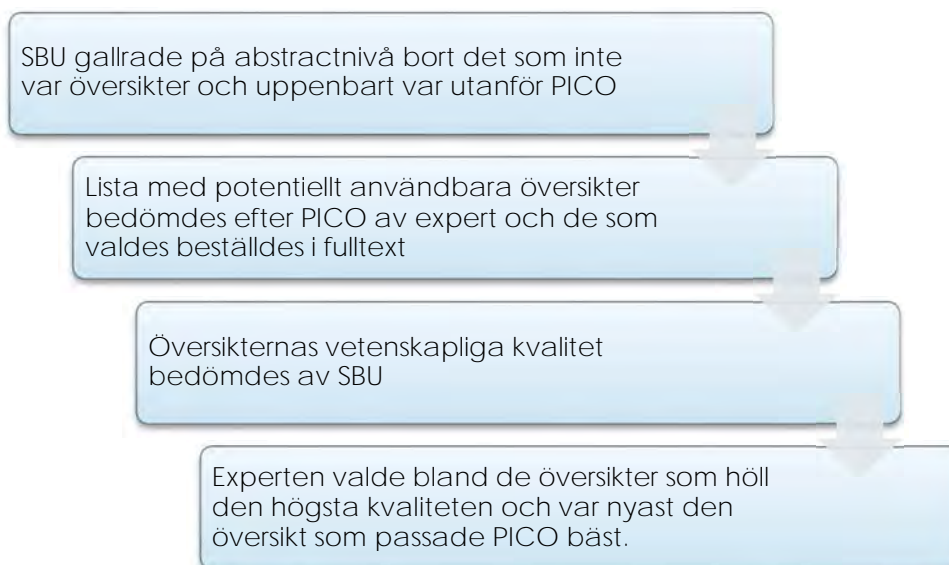 SBU gallrade på abstractnivå bort det som inte
var översikter och uppenbart var utanför PICO
Lista med potentiellt användbara översikter
bedömdes efter PICO av expert och de som
valdes beställdes i fulltext
Översikternas vetenskapliga kvalitet
bedömdes av SBU
Experten valde bland de översikter som höll
den högsta kvaliteten och var nyast den
översikt som passade PICO bäst.